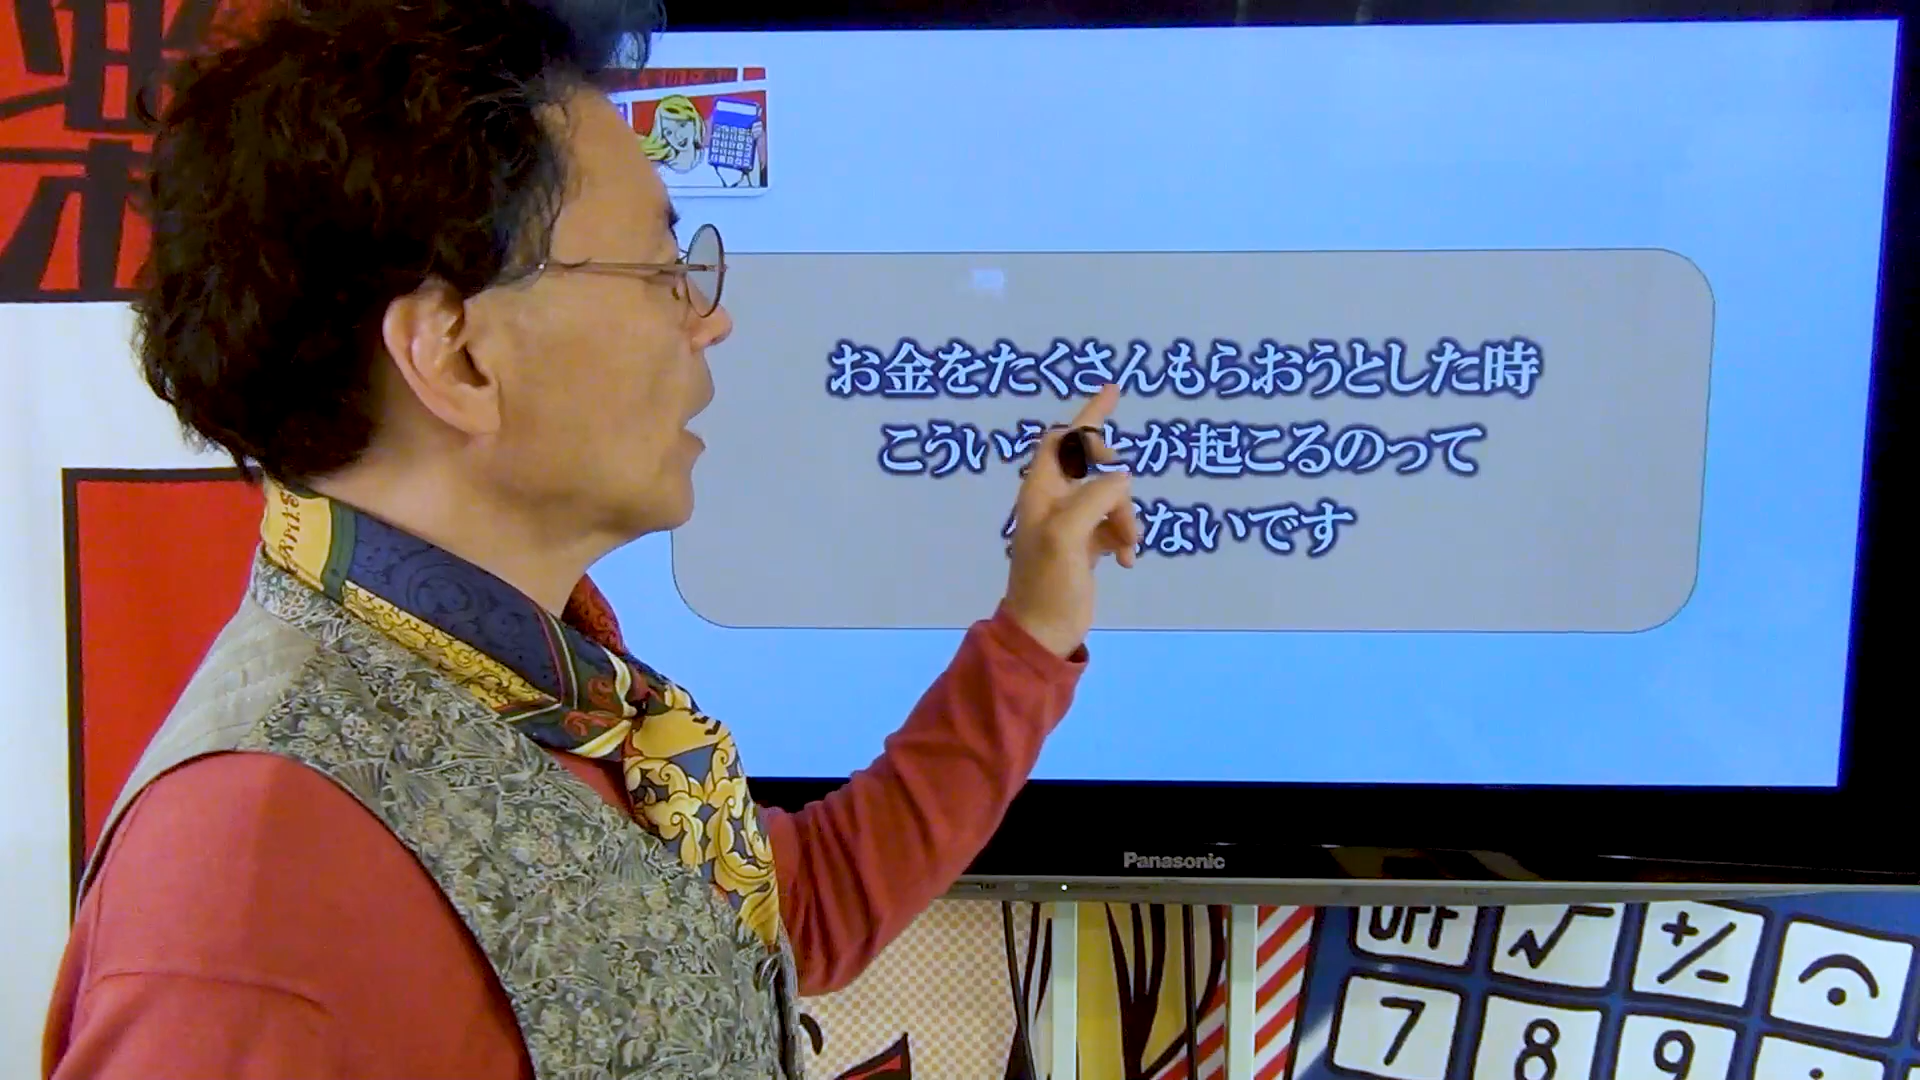 お金をたくさんもらおうとした時
こういうことが起こるのって
ないです
Panasonic
OFF √ +/-
7 8 9